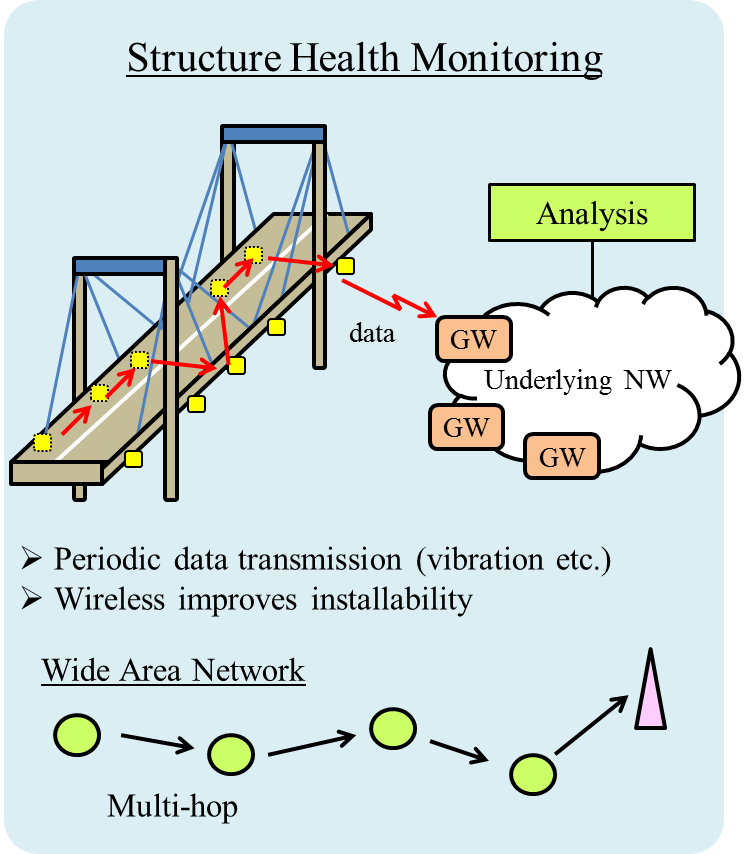 Structure Health Monitoring
Analysis
data
GW
Underlying NW
GW
GW
➢ Periodic data transmission (vibration etc.)
➢ Wireless improves installability
Wide Area Network
Multi-hop